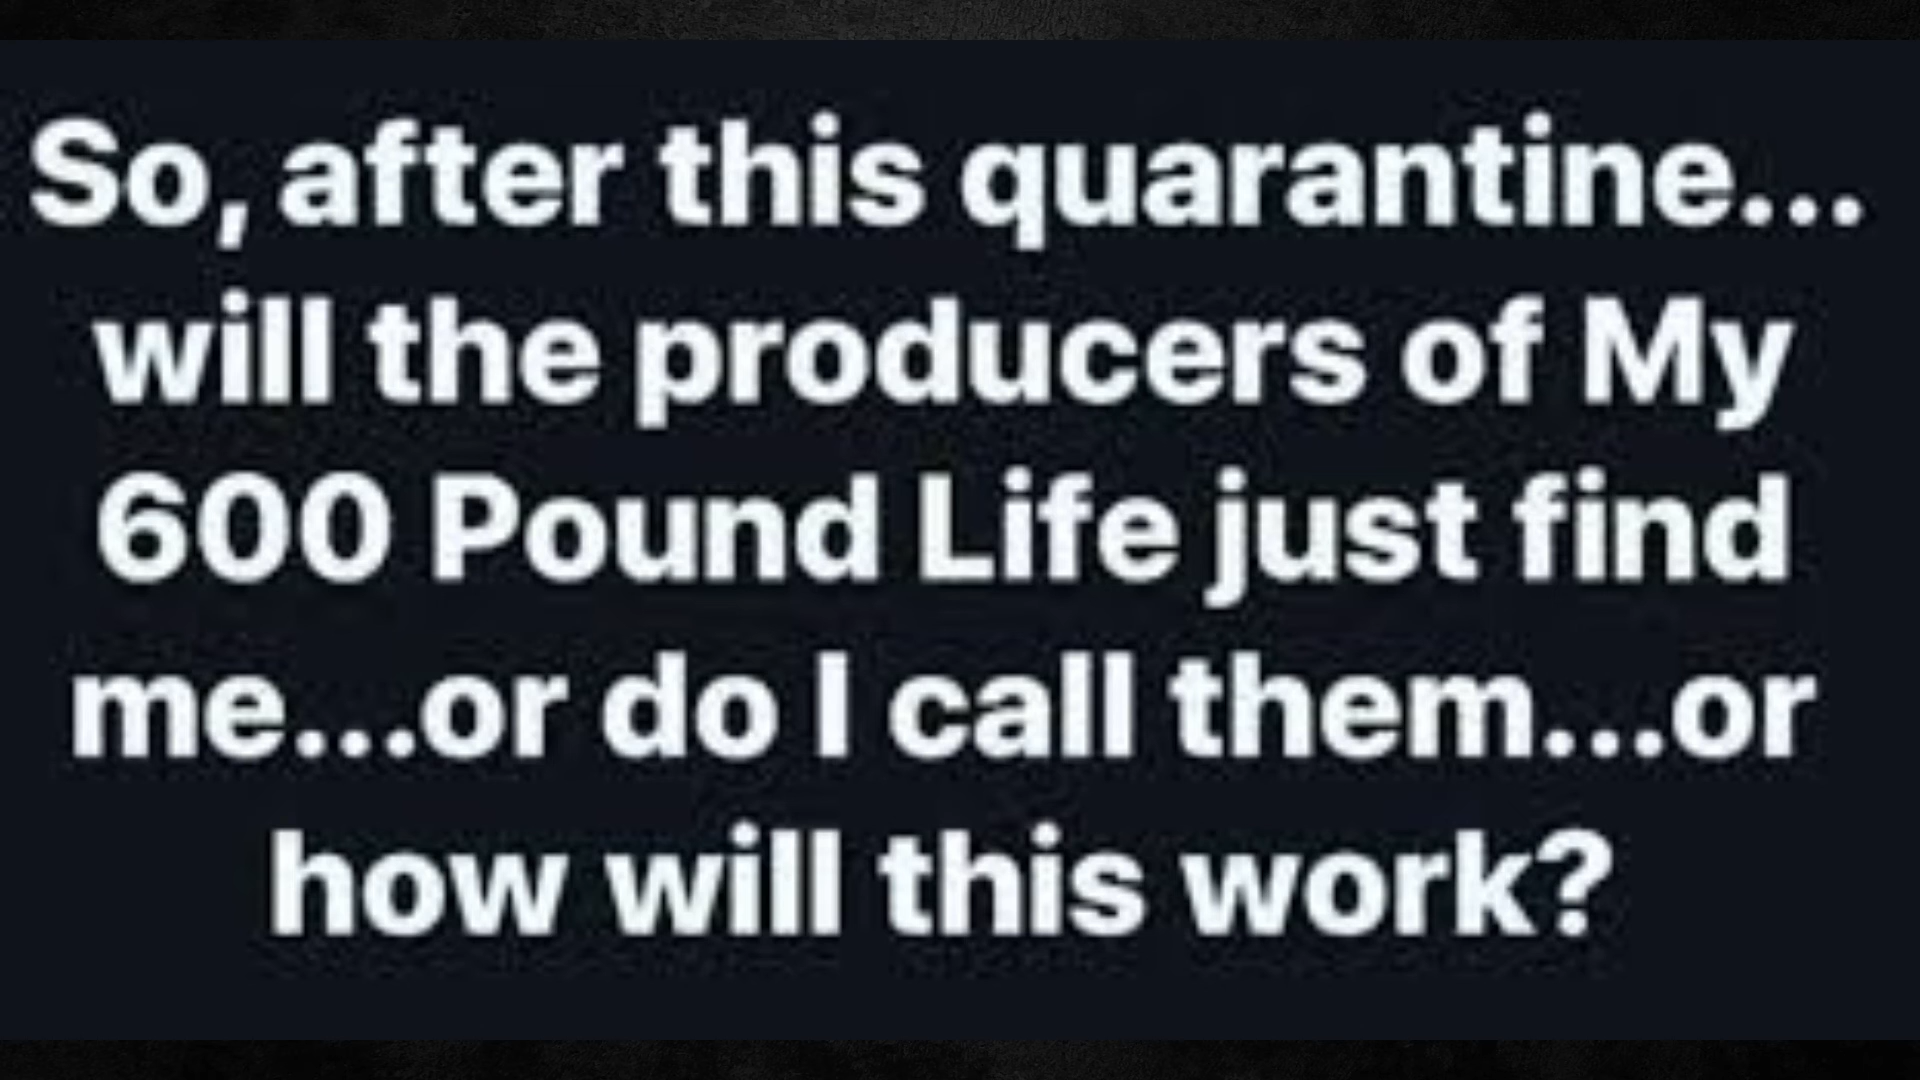 So, after this quarantine...
will the producers of My
600 Pound Life just find
me...or do I call them...or
how will this work?